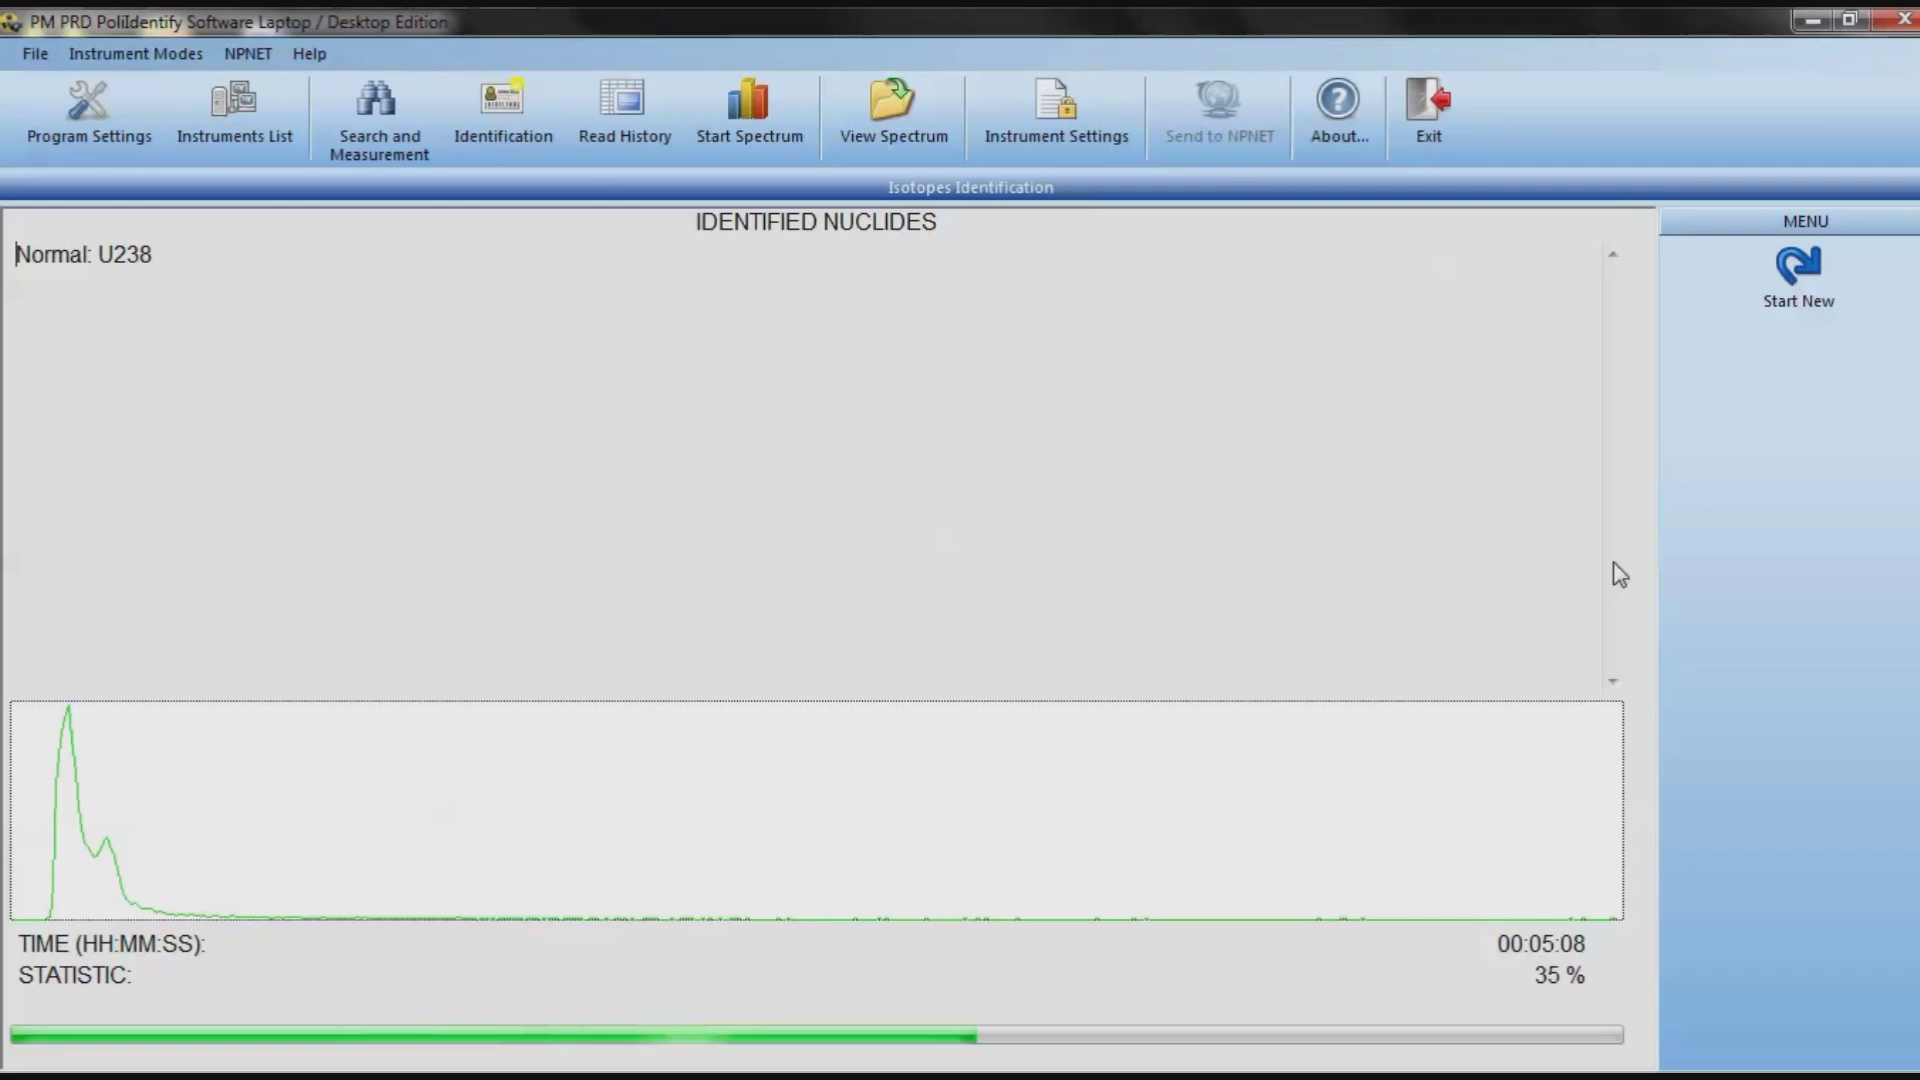 PM PRD PoliIdentify Software Laptop / Desktop Edition
File Instrument Modes NPNET Help
Program Settings Instruments List Search and Measurement Identification Read History Start Spectrum View Spectrum Instrument Settings Send to NPNET About... Exit
Isotopes Identification
IDENTIFIED NUCLIDES
MENU
Normal: U238
Start New
TIME (HH:MM:SS): 00:05:08
STATISTIC: 35 %